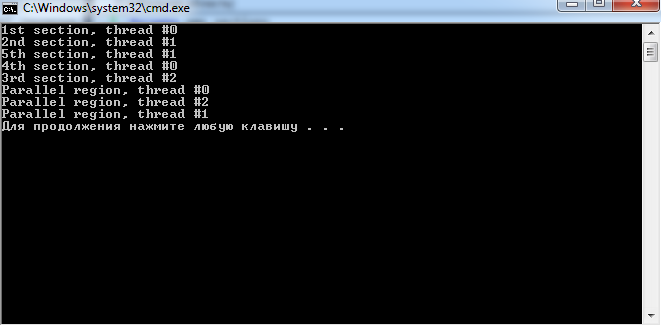 C:\Windows\system32\cmd.exe
1st section, thread #0
2nd section, thread #1
5th section, thread #1
4th section, thread #0
3rd section, thread #2
Parallel region, thread #0
Parallel region, thread #2
Parallel region, thread #1
Для продолжения нажмите любую клавишу . . .